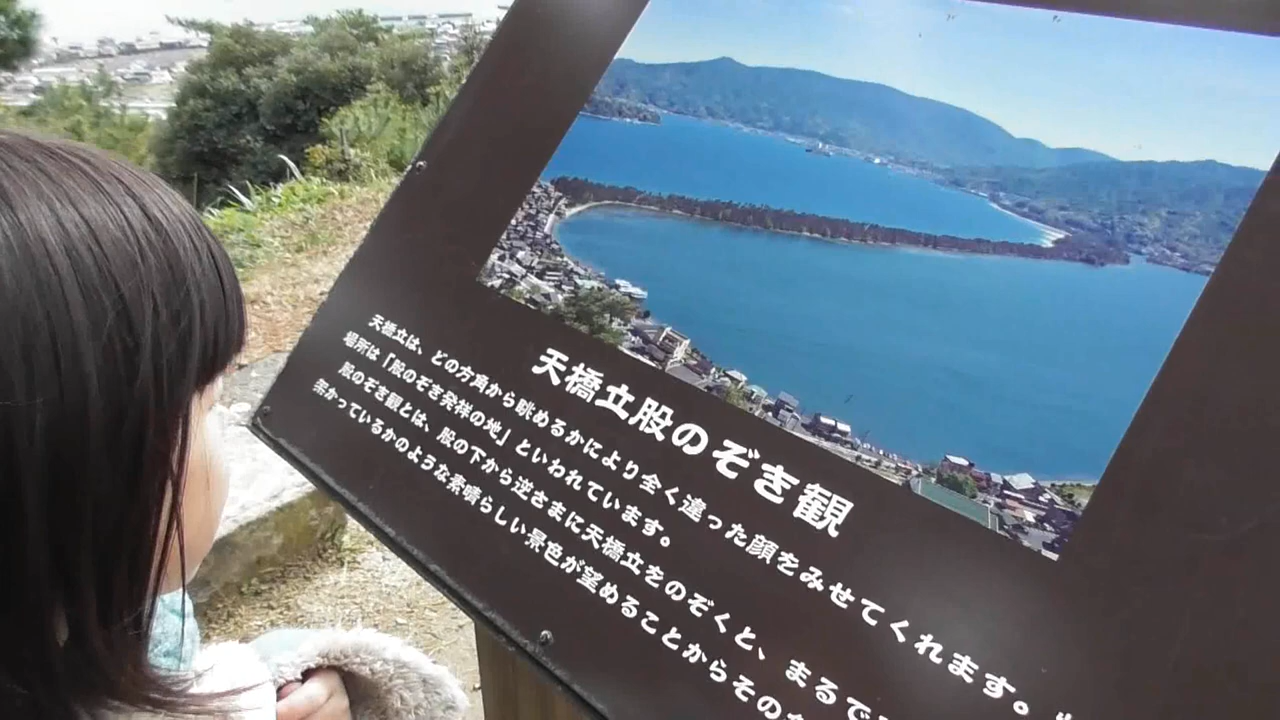 天橋立股のぞき観
天橋立は、どの方角から眺めるかにより全く違った顔をみせてくれます。
場所は「股のぞき発祥の地」といわれています。
股のぞき観とは、股の下から逆さまに天橋立をのぞくと、まるで
架かっているかのような素晴らしい景色が望めることからその